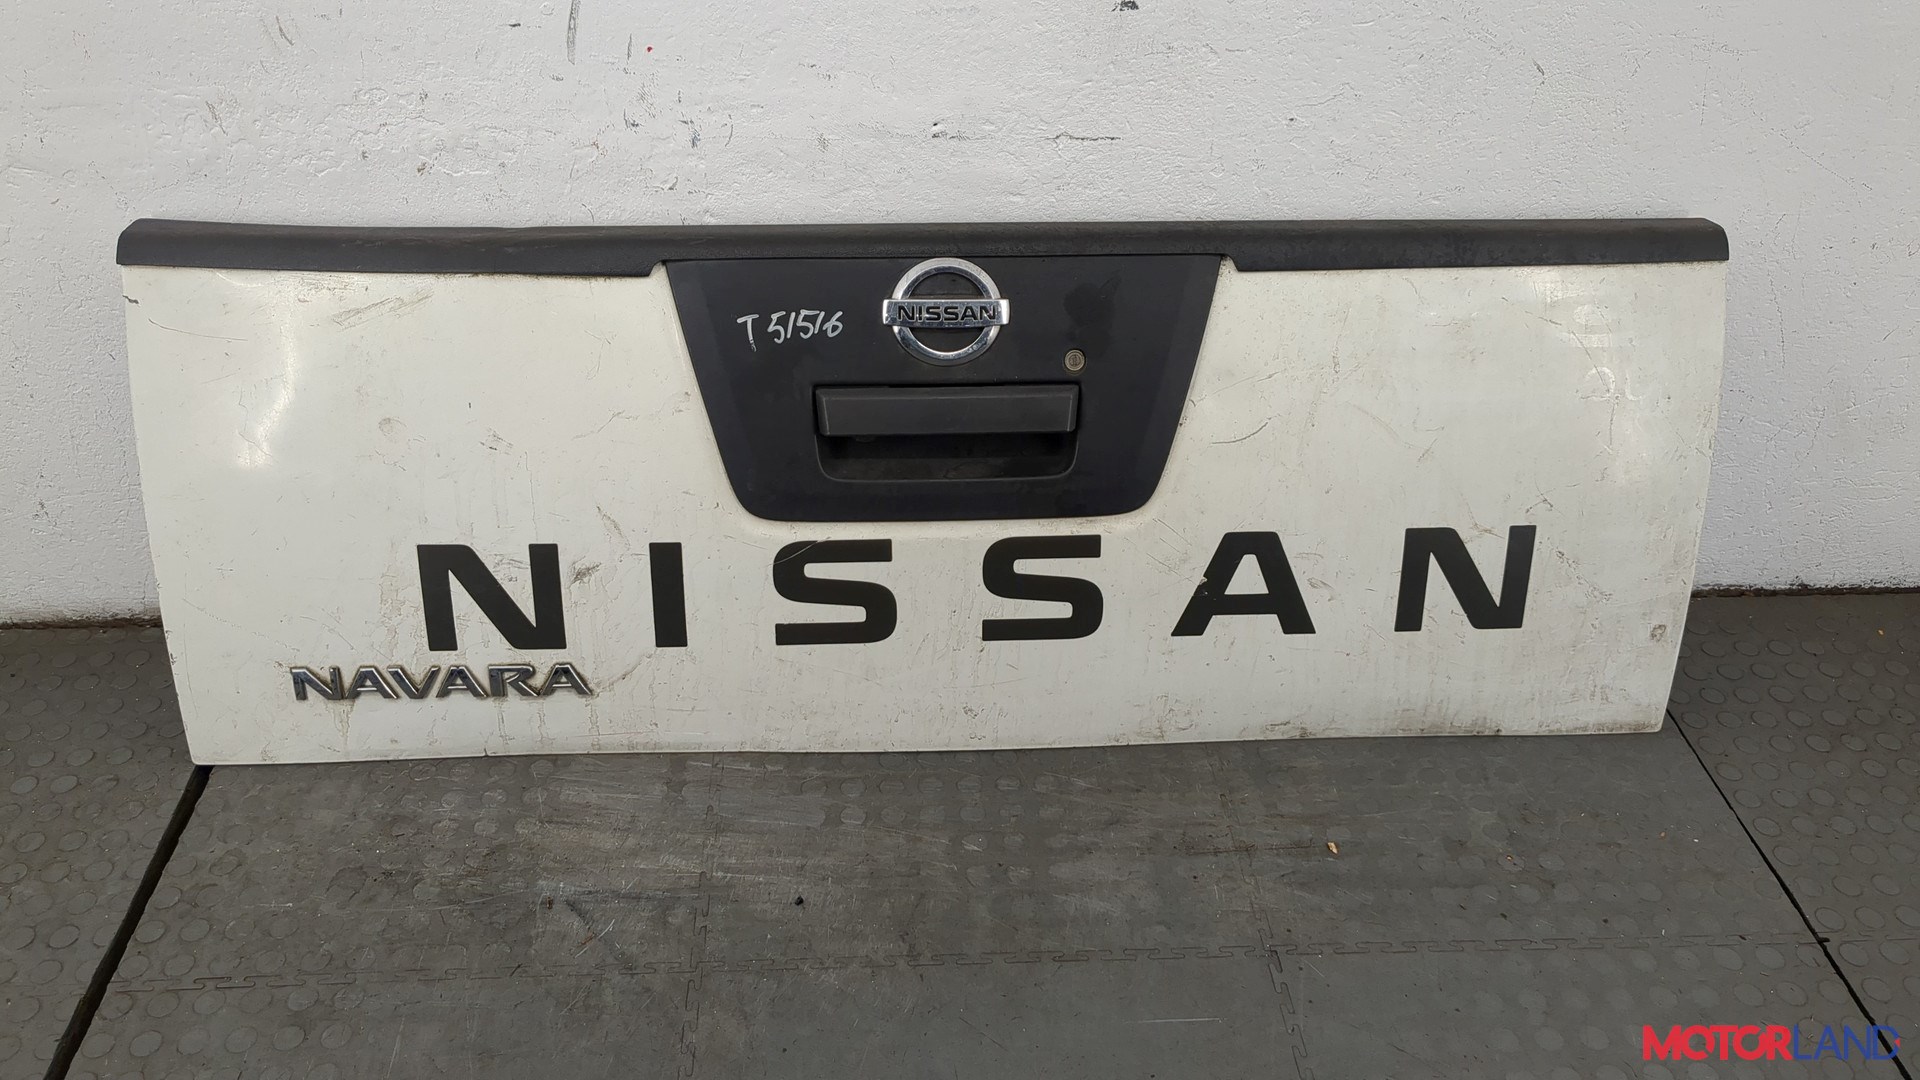 NISSAN
T 51516
NISSAN
NAVARA
MOTORLAND